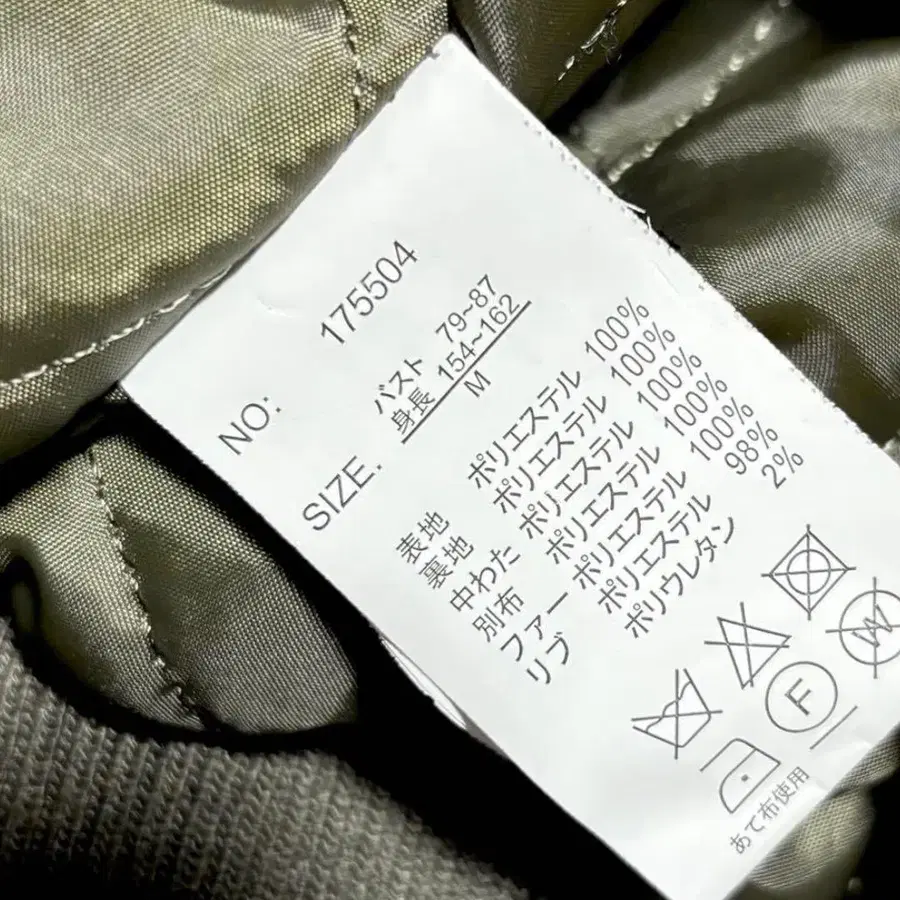 NO: 175504
SIZE. バスト 79~87
身長 154~162
M
表地 ポリエステル 100%
裏地 ポリエステル 100%
中わた ポリエステル 100%
別布 ポリエステル 100%
ファー ポリエステル 100%
リブ ポリエステル 98%
ポリウレタン 2%
W
F
あて布使用